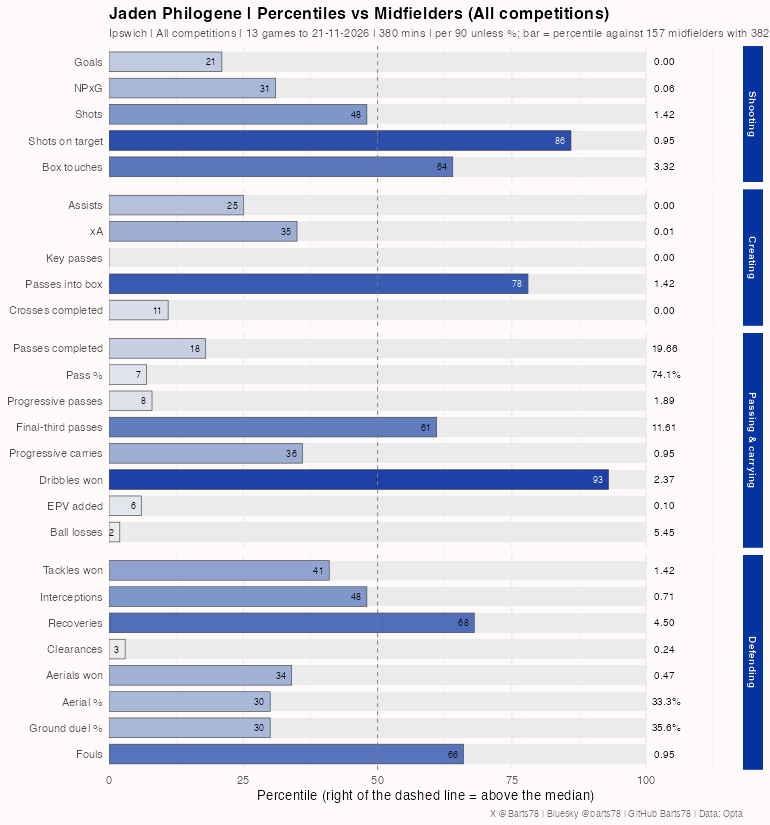 Jaden Philogene | Percentiles vs Midfielders (All competitions)
Ipswich | All competitions | 13 games to 21-11-2026 | 380 mins | per 90 unless %; bar = percentile against 157 midfielders with 382
Goals 21 0.00
NPxG 31 0.06
Shots 48 1.42
Shots on target 86 0.95
Box touches 64 3.32
Shooting
Assists 25 0.00
xA 35 0.01
Key passes 0.00
Passes into box 78 1.42
Crosses completed 11 0.00
Creating
Passes completed 18 19.66
Pass % 7 74.1%
Progressive passes 8 1.89
Final-third passes 61 11.61
Progressive carries 36 0.95
Dribbles won 93 2.37
EPV added 6 0.10
Ball losses 2 5.45
Passing & carrying
Tackles won 41 1.42
Interceptions 48 0.71
Recoveries 68 4.50
Clearances 3 0.24
Aerials won 34 0.47
Aerial % 30 33.3%
Ground duel % 30 35.6%
Fouls 66 0.95
Defending
0 25 50 75 100
Percentile (right of the dashed line = above the median)
X @Barts78 | Bluesky @barts78 | GitHub Barts78 | Data: Opta